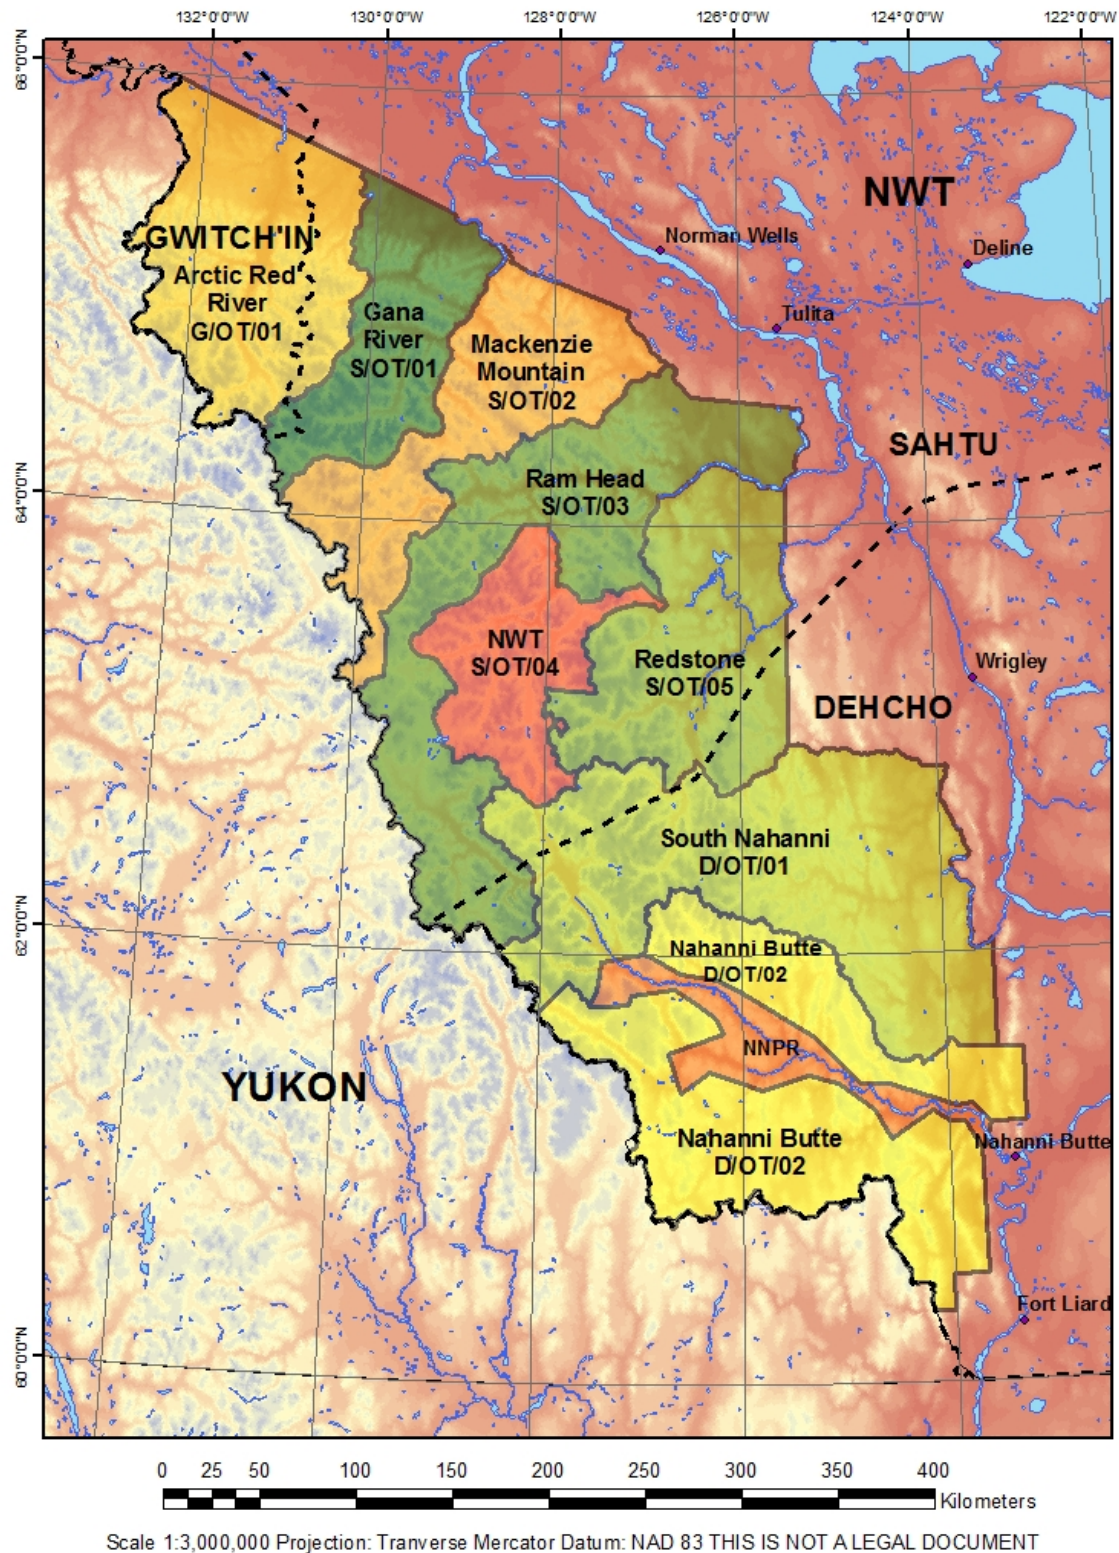 132°0'0"W
130°0'0"W
128°0'0"W
126°0'0"W
124°0'0"W
122°0'0"W
66°0'0"N
NWT
GWITCH'IN
Norman Wells
Deline
Arctic Red
River
G/OT/01
Gana
River
S/OT/01
Tulita
Mackenzie
Mountain
S/OT/02
SAHTU
64°0'0"N
Ram Head
S/OT/03
NWT
S/OT/04
Redstone
S/OT/05
Wrigley
DEHCHO
South Nahanni
D/OT/01
62°0'0"N
Nahanni Butte
D/OT/02
NNPR
YUKON
Nahanni Butte
D/OT/02
Nahanni Butte
Fort Liard
60°0'0"N
0 25 50 100 150 200 250 300 350 400
Kilometers
Scale 1:3,000,000 Projection: Tranverse Mercator Datum: NAD 83 THIS IS NOT A LEGAL DOCUMENT